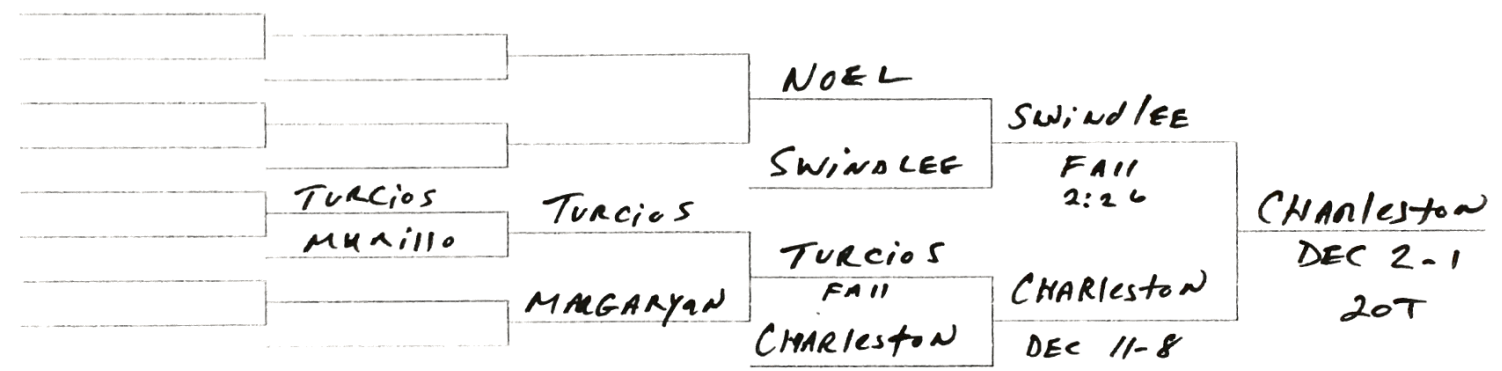 NOEL
SWINDLEE
SWINDLEE
FALL
2:26
TURCIOS
MURILLO
TURCIOS
MARGARYAN
TURCIOS
FALL
CHARLESTON
CHARLESTON
DEC 11-8
CHARLESTON
DEC 2-1
2OT